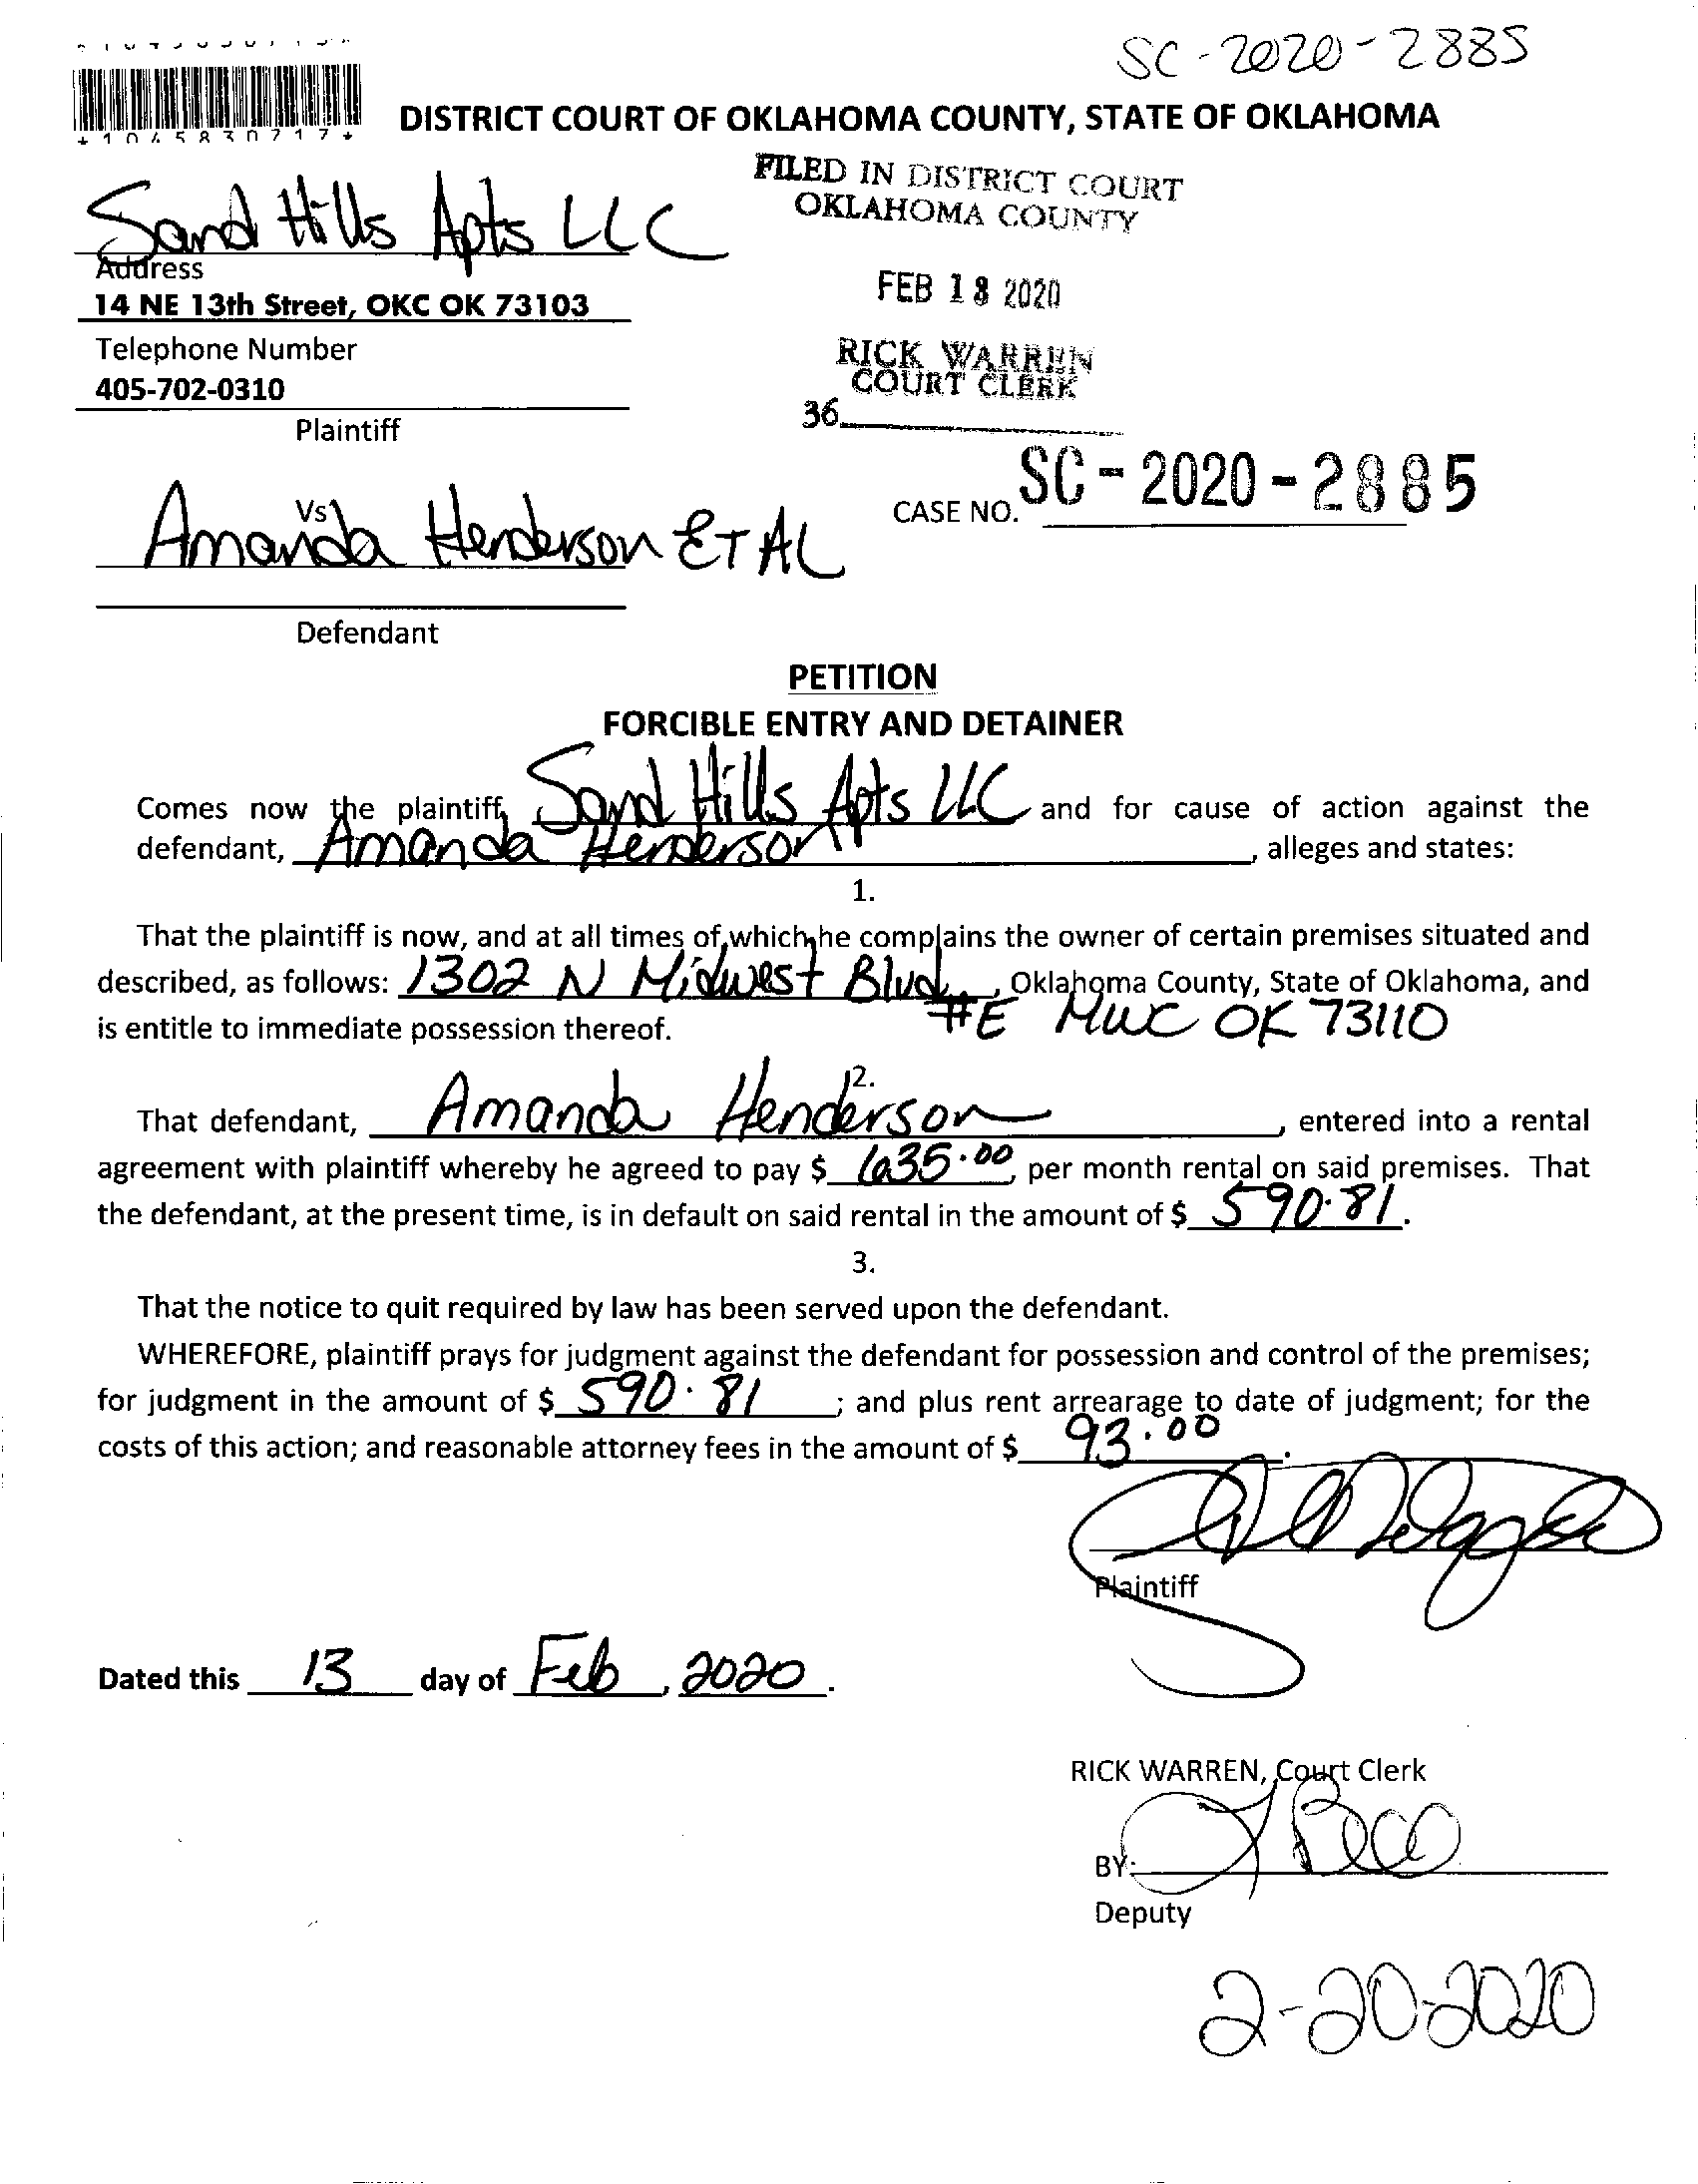 SC-2020-2885
*1045830717*
DISTRICT COURT OF OKLAHOMA COUNTY, STATE OF OKLAHOMA
FILED IN DISTRICT COURT
OKLAHOMA COUNTY
Sand Hills Apts LLC
Address
14 NE 13th Street, OKC OK 73103
FEB 18 2020
Telephone Number
405-702-0310
RICK WARREN
COURT CLERK
36
Plaintiff
CASE NO. SC-2020-2885
Vs
Amanda Henderson ET AL
Defendant
PETITION
FORCIBLE ENTRY AND DETAINER
Comes now the plaintiff, Sand Hills Apts LLC and for cause of action against the
defendant, Amanda Henderson, alleges and states:
1.
That the plaintiff is now, and at all times of which he complains the owner of certain premises situated and
described, as follows: 1302 N Midwest Blvd, Oklahoma County, State of Oklahoma, and
#E MWC OK 73110
is entitle to immediate possession thereof.
2.
That defendant, Amanda Henderson, entered into a rental
agreement with plaintiff whereby he agreed to pay $ 635.00, per month rental on said premises. That
the defendant, at the present time, is in default on said rental in the amount of $ 590.81.
3.
That the notice to quit required by law has been served upon the defendant.
WHEREFORE, plaintiff prays for judgment against the defendant for possession and control of the premises;
for judgment in the amount of $ 590.81; and plus rent arrearage to date of judgment; for the
costs of this action; and reasonable attorney fees in the amount of $ 93.00.
Plaintiff
Dated this 13 day of Feb, 2020.
RICK WARREN, Court Clerk
BY:
Deputy
2-20-2020